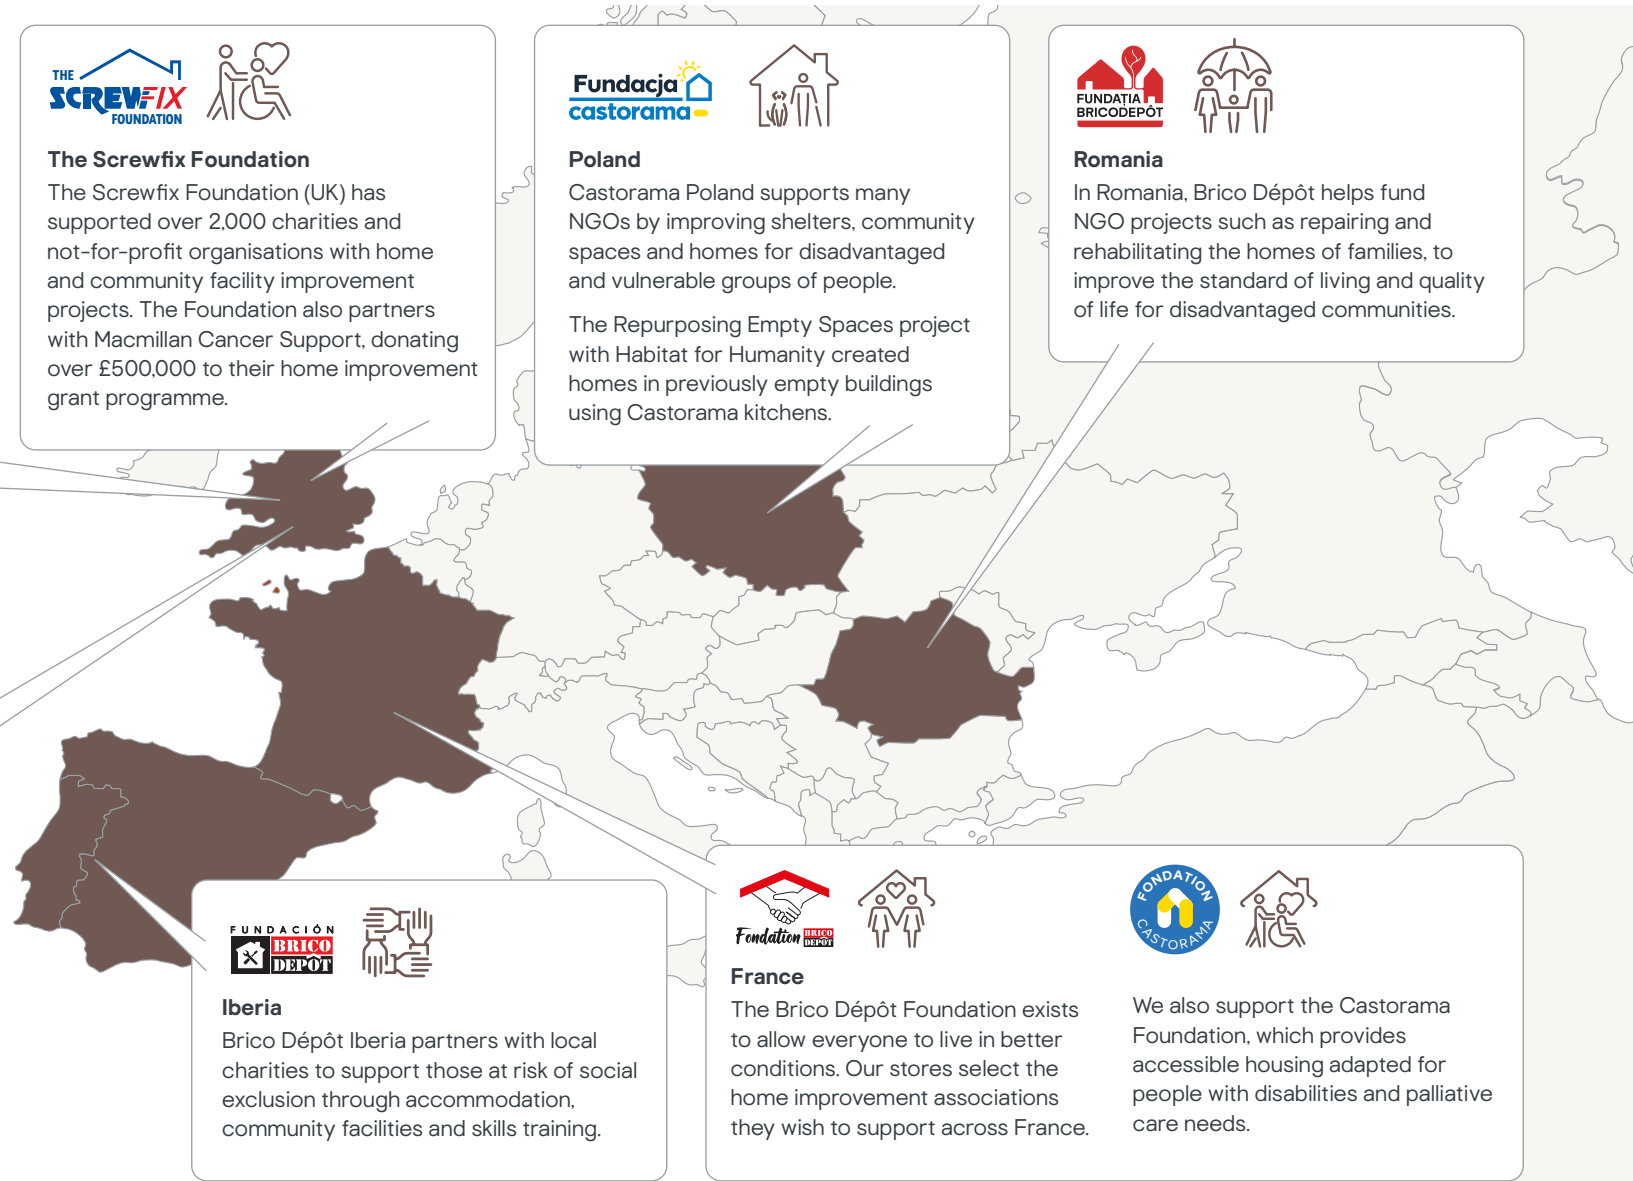 THE
SCREWFIX
FOUNDATION
The Screwfix Foundation
The Screwfix Foundation (UK) has
supported over 2,000 charities and
not-for-profit organisations with home
and community facility improvement
projects. The Foundation also partners
with Macmillan Cancer Support, donating
over £500,000 to their home improvement
grant programme.
Fundacja
castorama
Poland
Castorama Poland supports many
NGOs by improving shelters, community
spaces and homes for disadvantaged
and vulnerable groups of people.
The Repurposing Empty Spaces project
with Habitat for Humanity created
homes in previously empty buildings
using Castorama kitchens.
FUNDAȚIA
BRICODEPÔT
Romania
In Romania, Brico Dépôt helps fund
NGO projects such as repairing and
rehabilitating the homes of families, to
improve the standard of living and quality
of life for disadvantaged communities.
FUNDACIÓN
BRICO
DEPÔT
Iberia
Brico Dépôt Iberia partners with local
charities to support those at risk of social
exclusion through accommodation,
community facilities and skills training.
Fondation BRICO
DEPÔT
France
The Brico Dépôt Foundation exists
to allow everyone to live in better
conditions. Our stores select the
home improvement associations
they wish to support across France.
FONDATION
CASTORAMA
We also support the Castorama
Foundation, which provides
accessible housing adapted for
people with disabilities and palliative
care needs.